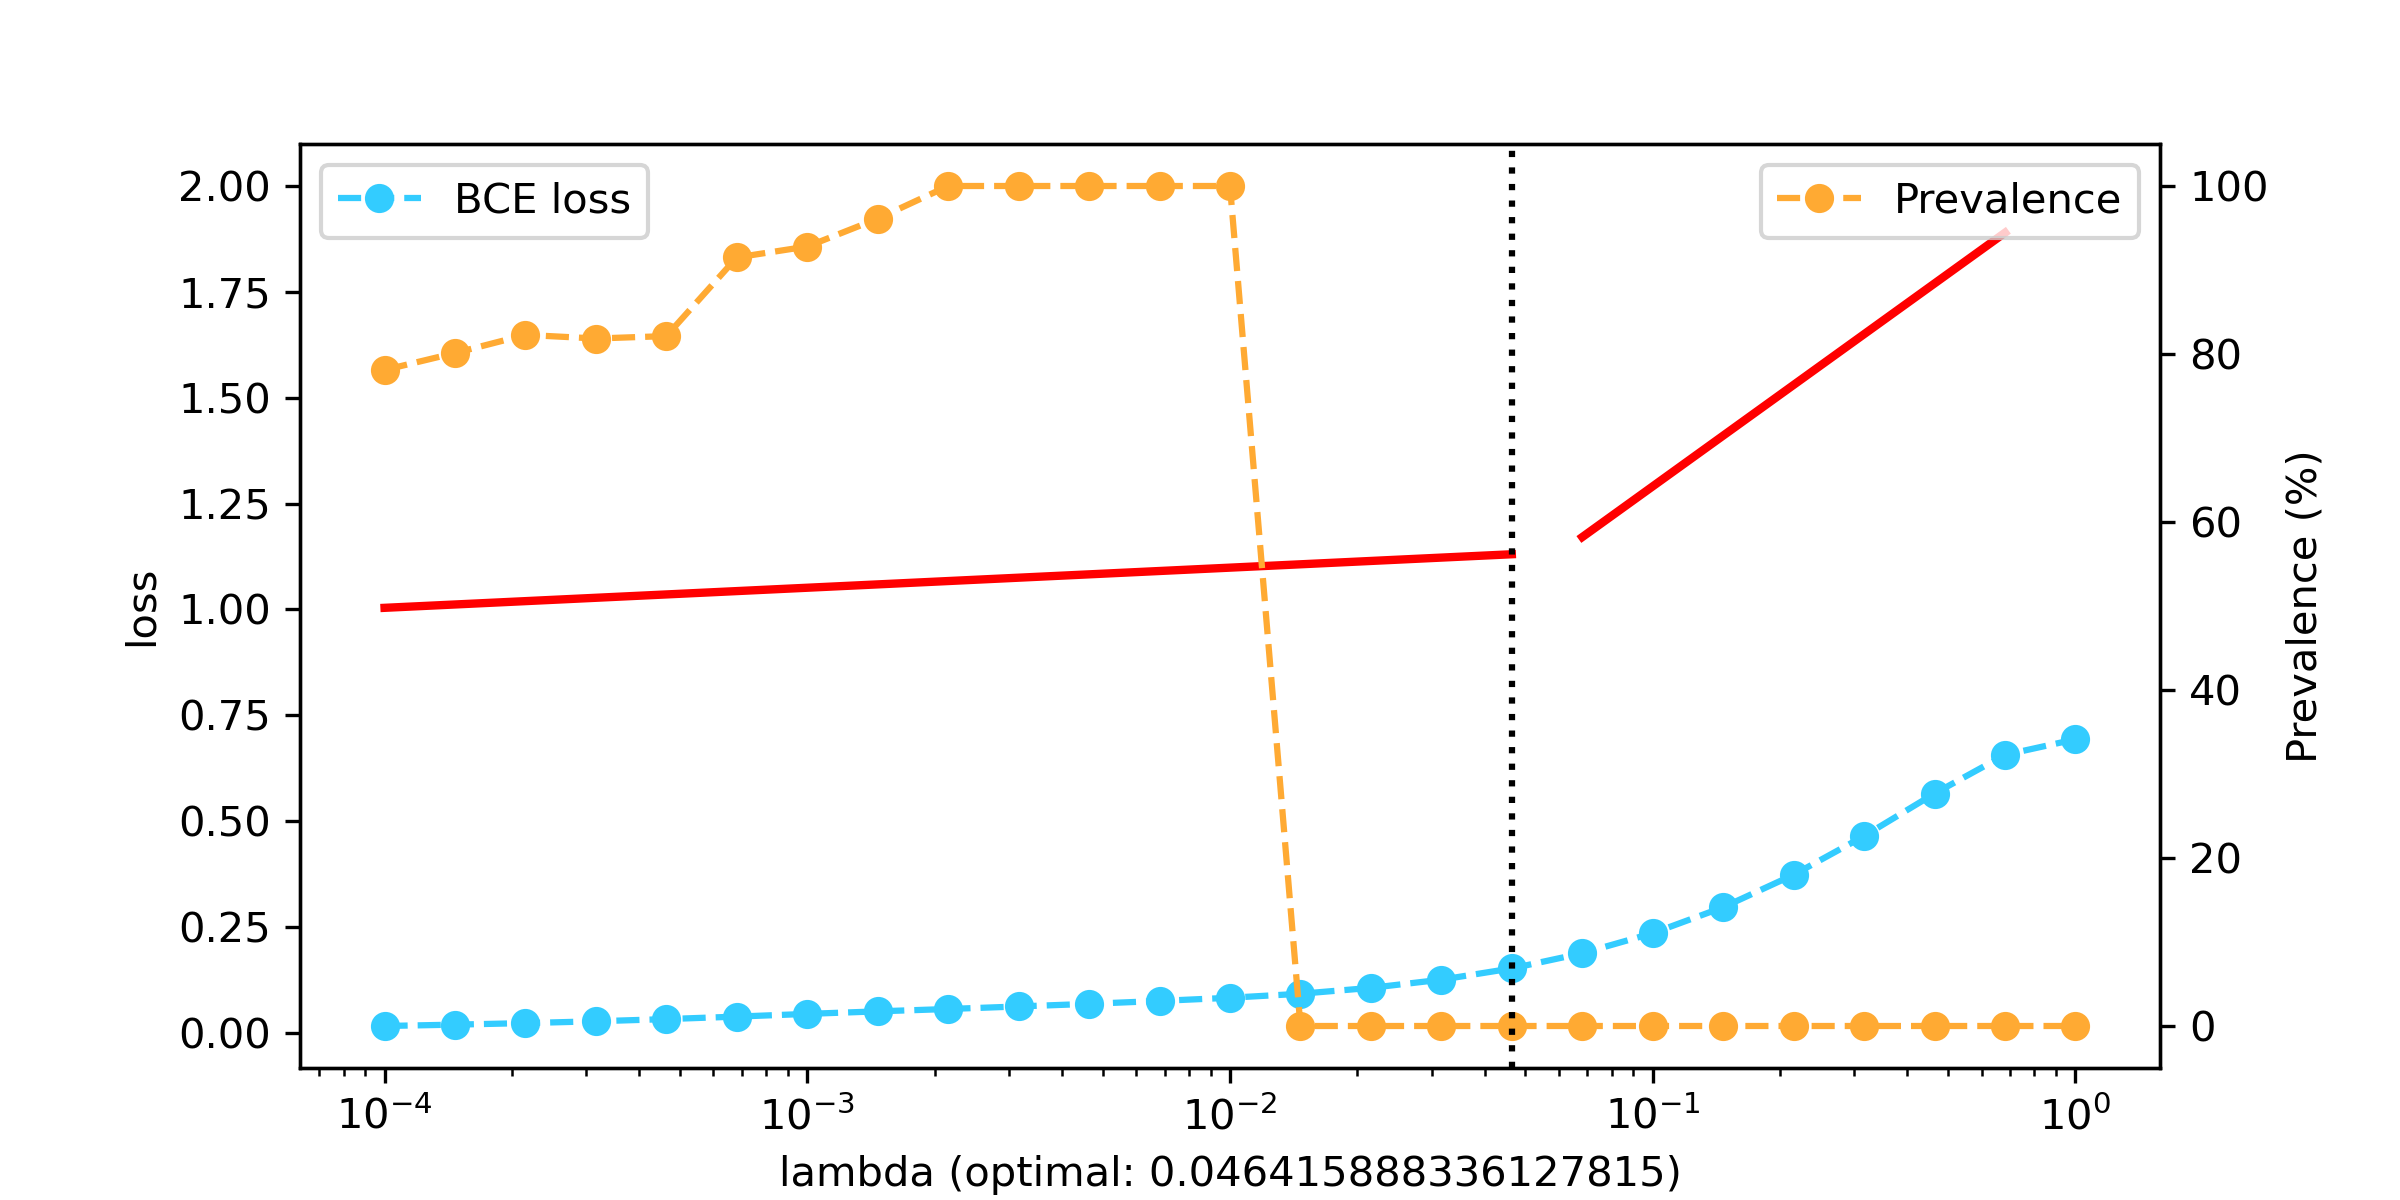 BCE loss
Prevalence
2.00
1.75
1.50
1.25
1.00
0.75
0.50
0.25
0.00
loss
100
80
60
40
20
0
Prevalence (%)
10⁻⁴ 10⁻³ 10⁻² 10⁻¹ 10⁰
lambda (optimal: 0.046415888336127815)